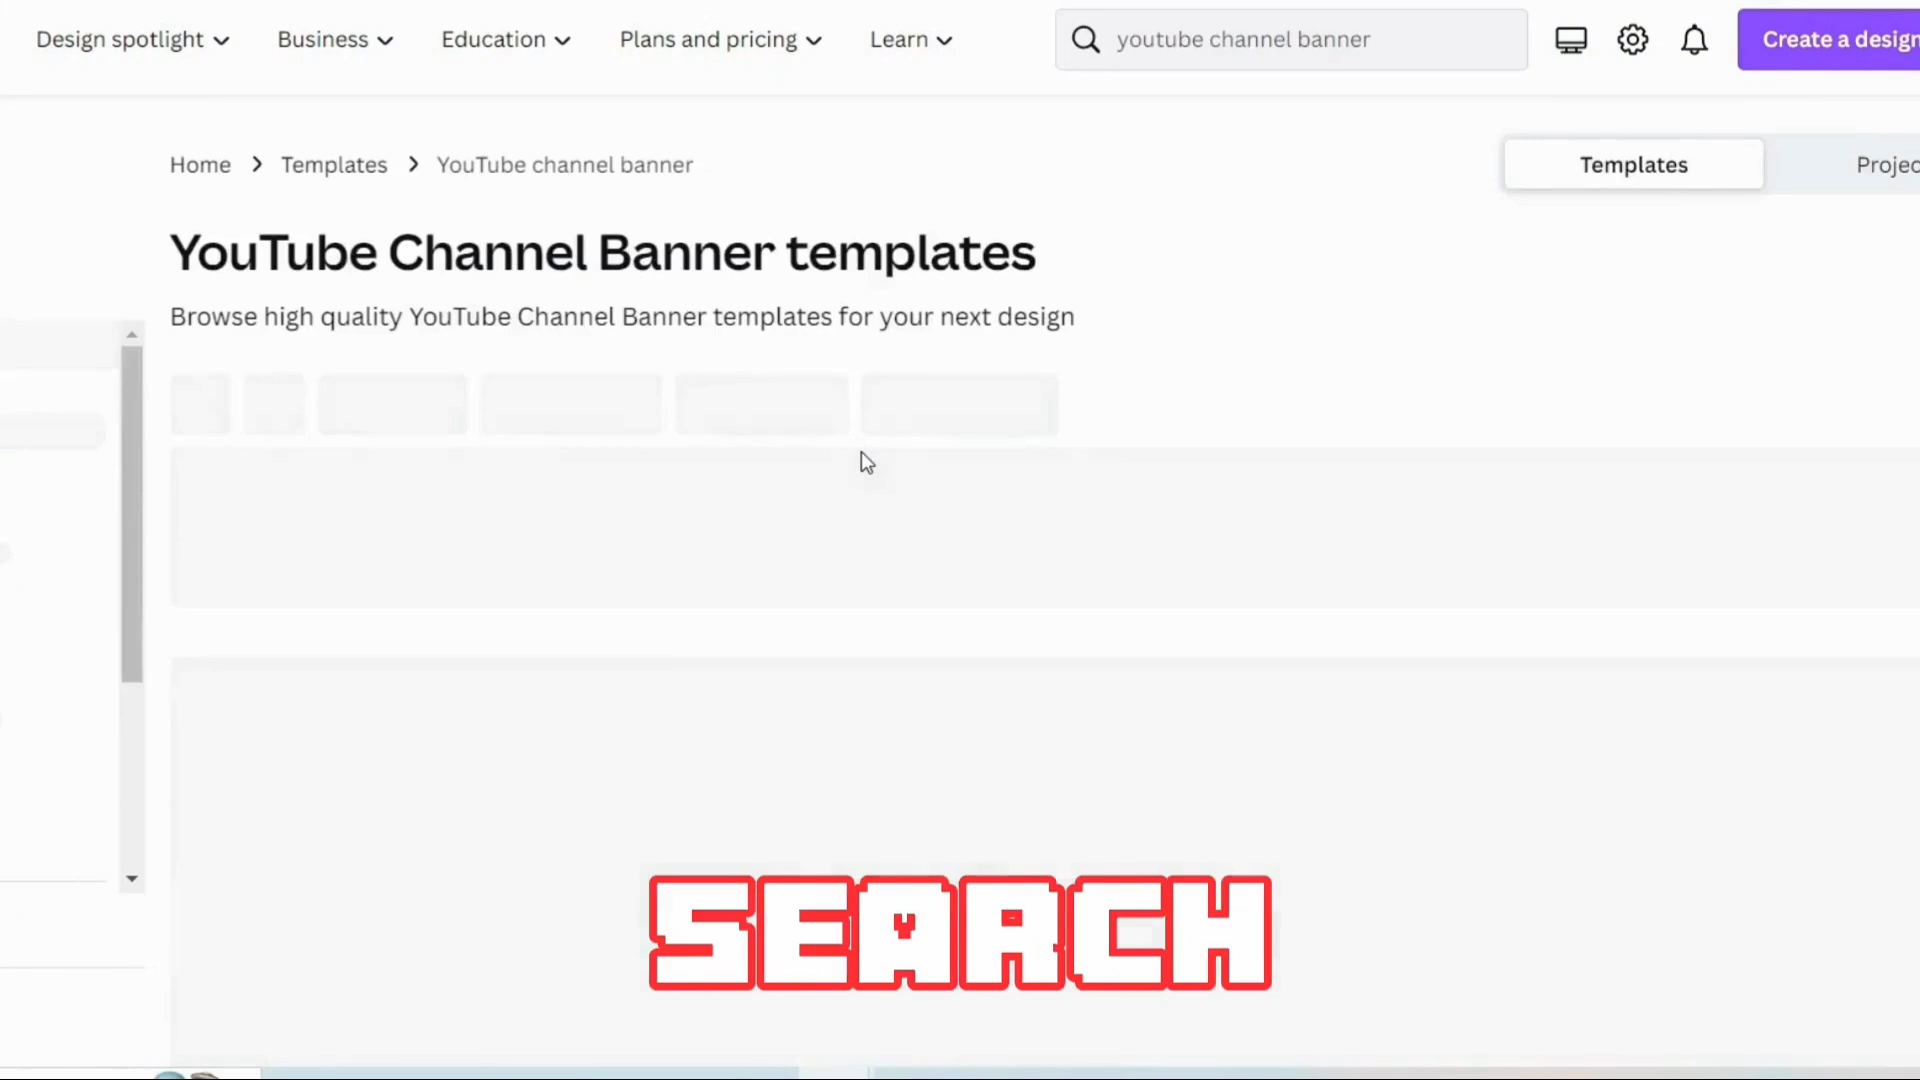 Design spotlight
Business
Education
Plans and pricing
Learn
youtube channel banner
Create a design
Home > Templates > YouTube channel banner
Templates
Projec
YouTube Channel Banner templates
Browse high quality YouTube Channel Banner templates for your next design
SEARCH